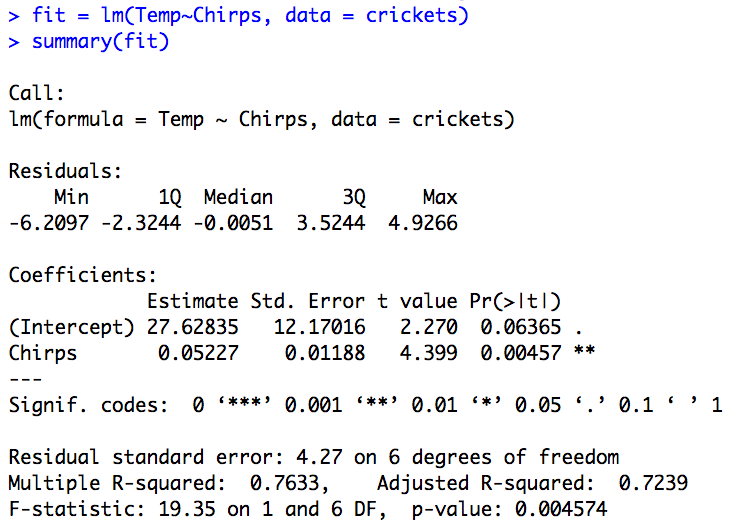 > fit = lm(Temp~Chirps, data = crickets)
> summary(fit)

Call:
lm(formula = Temp ~ Chirps, data = crickets)

Residuals:
    Min      1Q  Median      3Q     Max
-6.2097 -2.3244 -0.0051  3.5244  4.9266

Coefficients:
            Estimate Std. Error t value Pr(>|t|)
(Intercept) 27.62835   12.17016   2.270  0.06365 .
Chirps       0.05227    0.01188   4.399  0.00457 **
---
Signif. codes:  0 ‘***’ 0.001 ‘**’ 0.01 ‘*’ 0.05 ‘.’ 0.1 ‘ ’ 1

Residual standard error: 4.27 on 6 degrees of freedom
Multiple R-squared:  0.7633,    Adjusted R-squared:  0.7239
F-statistic: 19.35 on 1 and 6 DF,  p-value: 0.004574